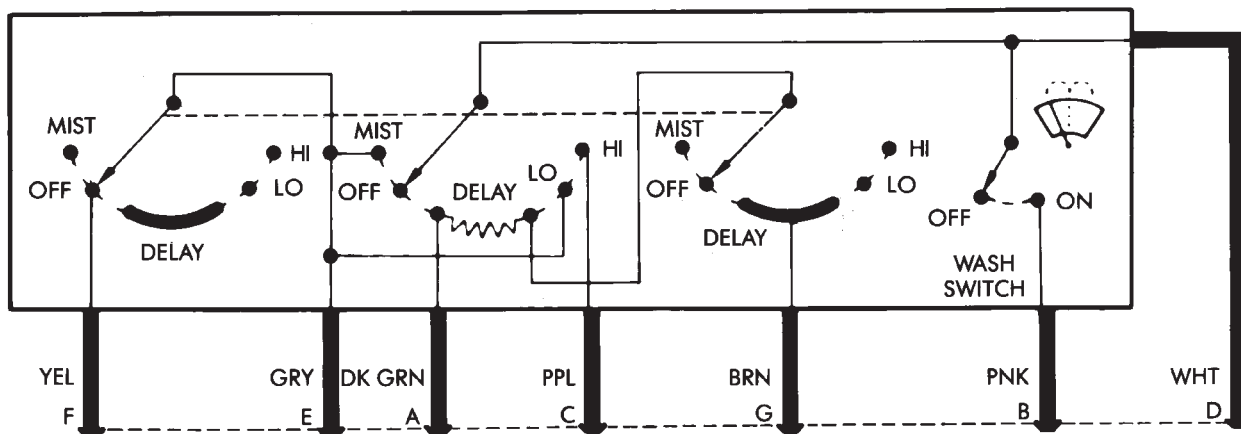 MIST
OFF
DELAY
HI
LO
MIST
OFF
DELAY
LO
HI
MIST
OFF
DELAY
HI
LO
OFF
ON
WASH
SWITCH
YEL
F
GRY
E
DK GRN
A
PPL
C
BRN
G
PNK
B
WHT
D